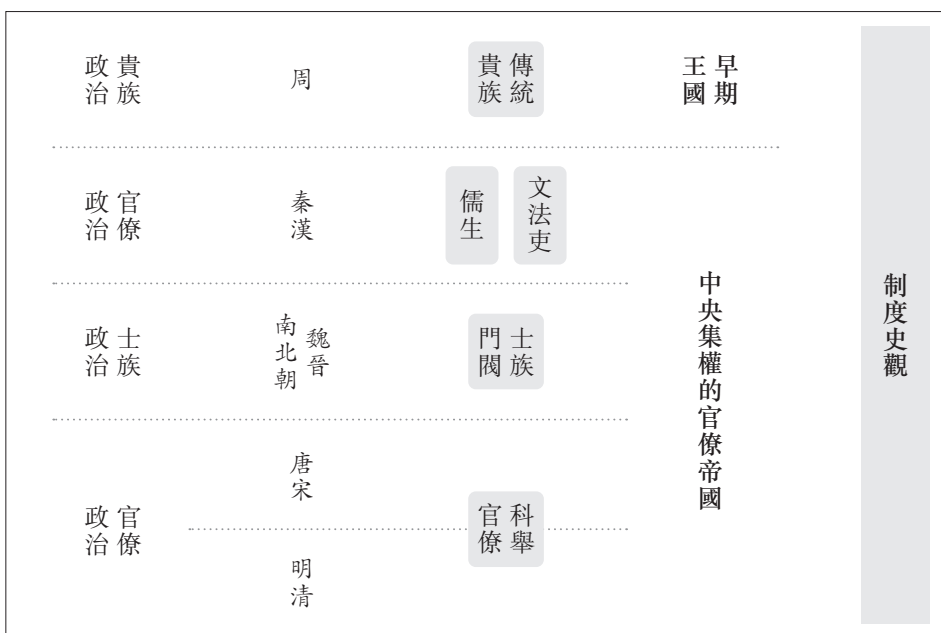 制度史觀
早期
王國
中央集權的官僚帝國
傳統
貴族
文法吏
儒生
士族
門閥
科舉
官僚
周
秦漢
魏晉
南北朝
唐宋
明清
貴族
政治
官僚
政治
士族
政治
官僚
政治